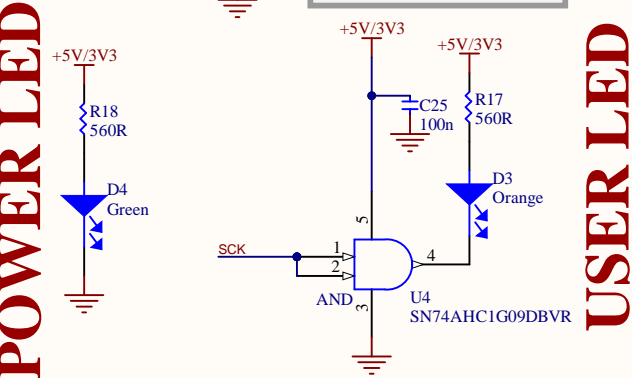 POWER LED
+5V/3V3
R18
560R
D4
Green
+5V/3V3
C25
100n
+5V/3V3
R17
560R
D3
Orange
5
SCK
1
2
4
AND
3
U4
SN74AHC1G09DBVR
USER LED